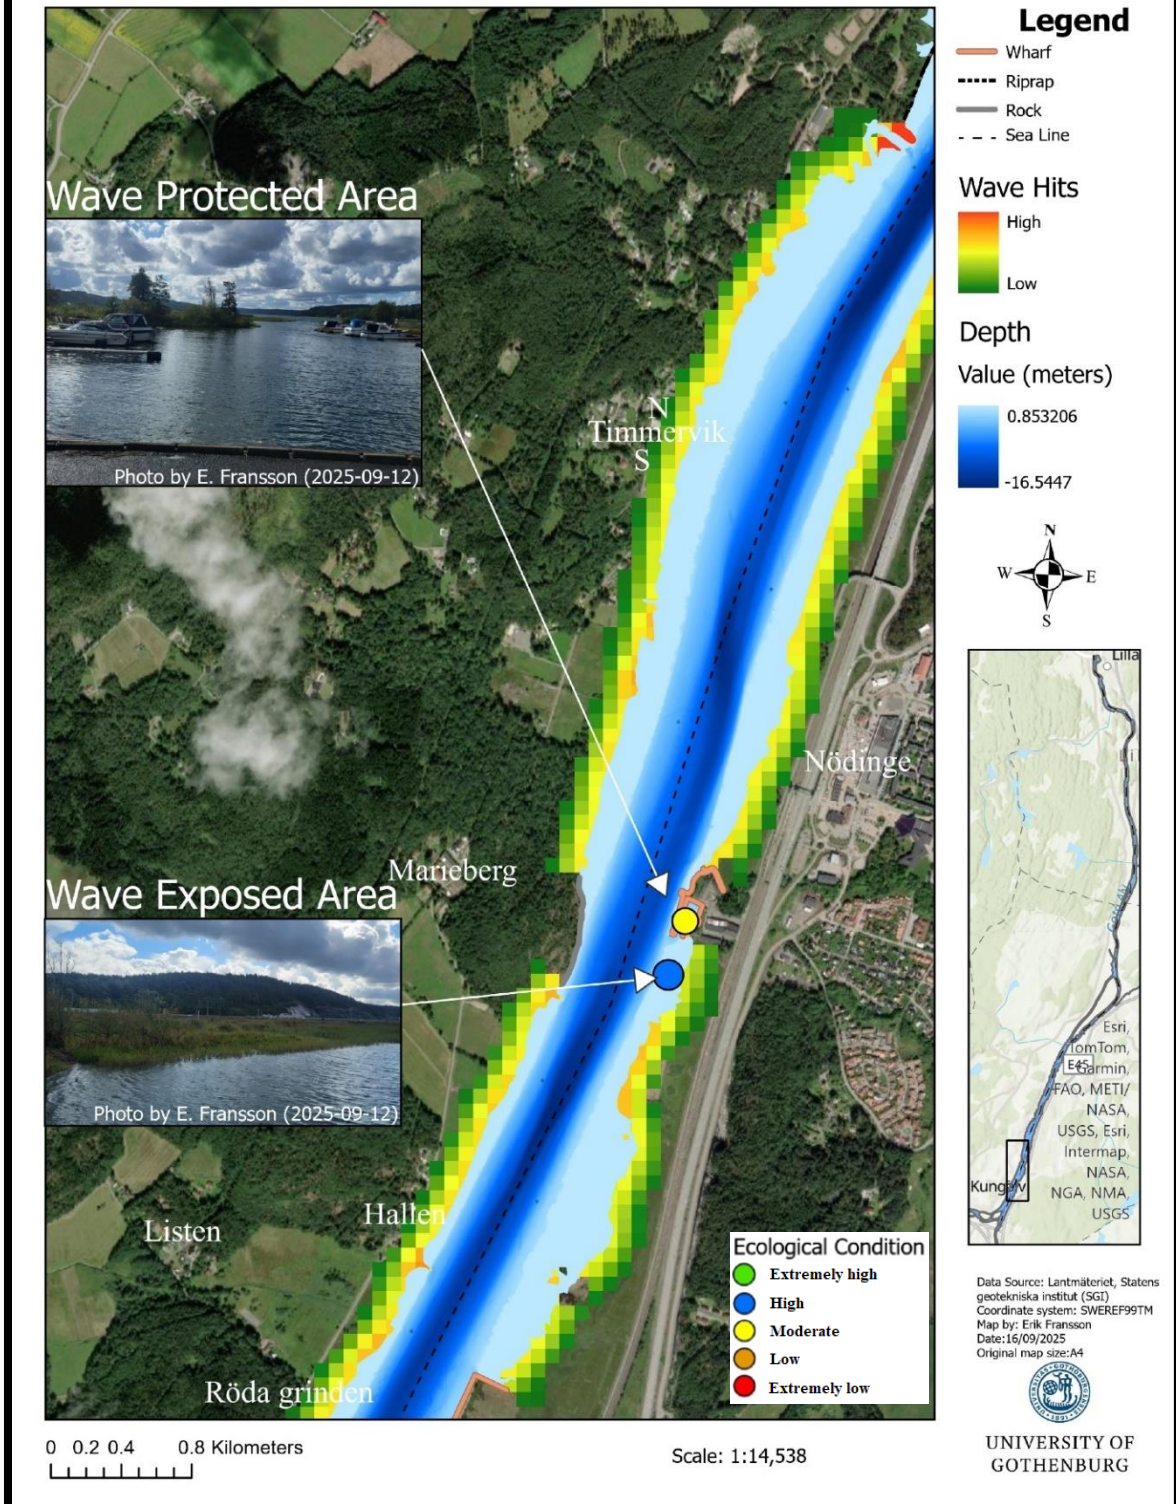 Legend
Wharf
Riprap
Rock
Sea Line
Wave Hits
High
Low
Depth
Value (meters)
0.853206
-16.5447
N
W
E
S
Wave Protected Area
Photo by E. Fransson (2025-09-12)
N
Timmervik
S
Nödinge
Marieberg
Wave Exposed Area
Photo by E. Fransson (2025-09-12)
Hallen
Listen
Röda grinden
Ecological Condition
Extremely high
High
Moderate
Low
Extremely low
Lilla
E45
Kungälv
Esri,
TomTom,
Garmin,
FAO, METI/
NASA,
USGS, Esri,
Intermap,
NASA,
NGA, NMA,
USGS
Data Source: Lantmäteriet, Statens
geotekniska institut (SGI)
Coordinate system: SWEREF99TM
Map by: Erik Fransson
Date:16/09/2025
Original map size:A4
UNIVERSITY OF
GOTHENBURG
0 0.2 0.4 0.8 Kilometers
Scale: 1:14,538